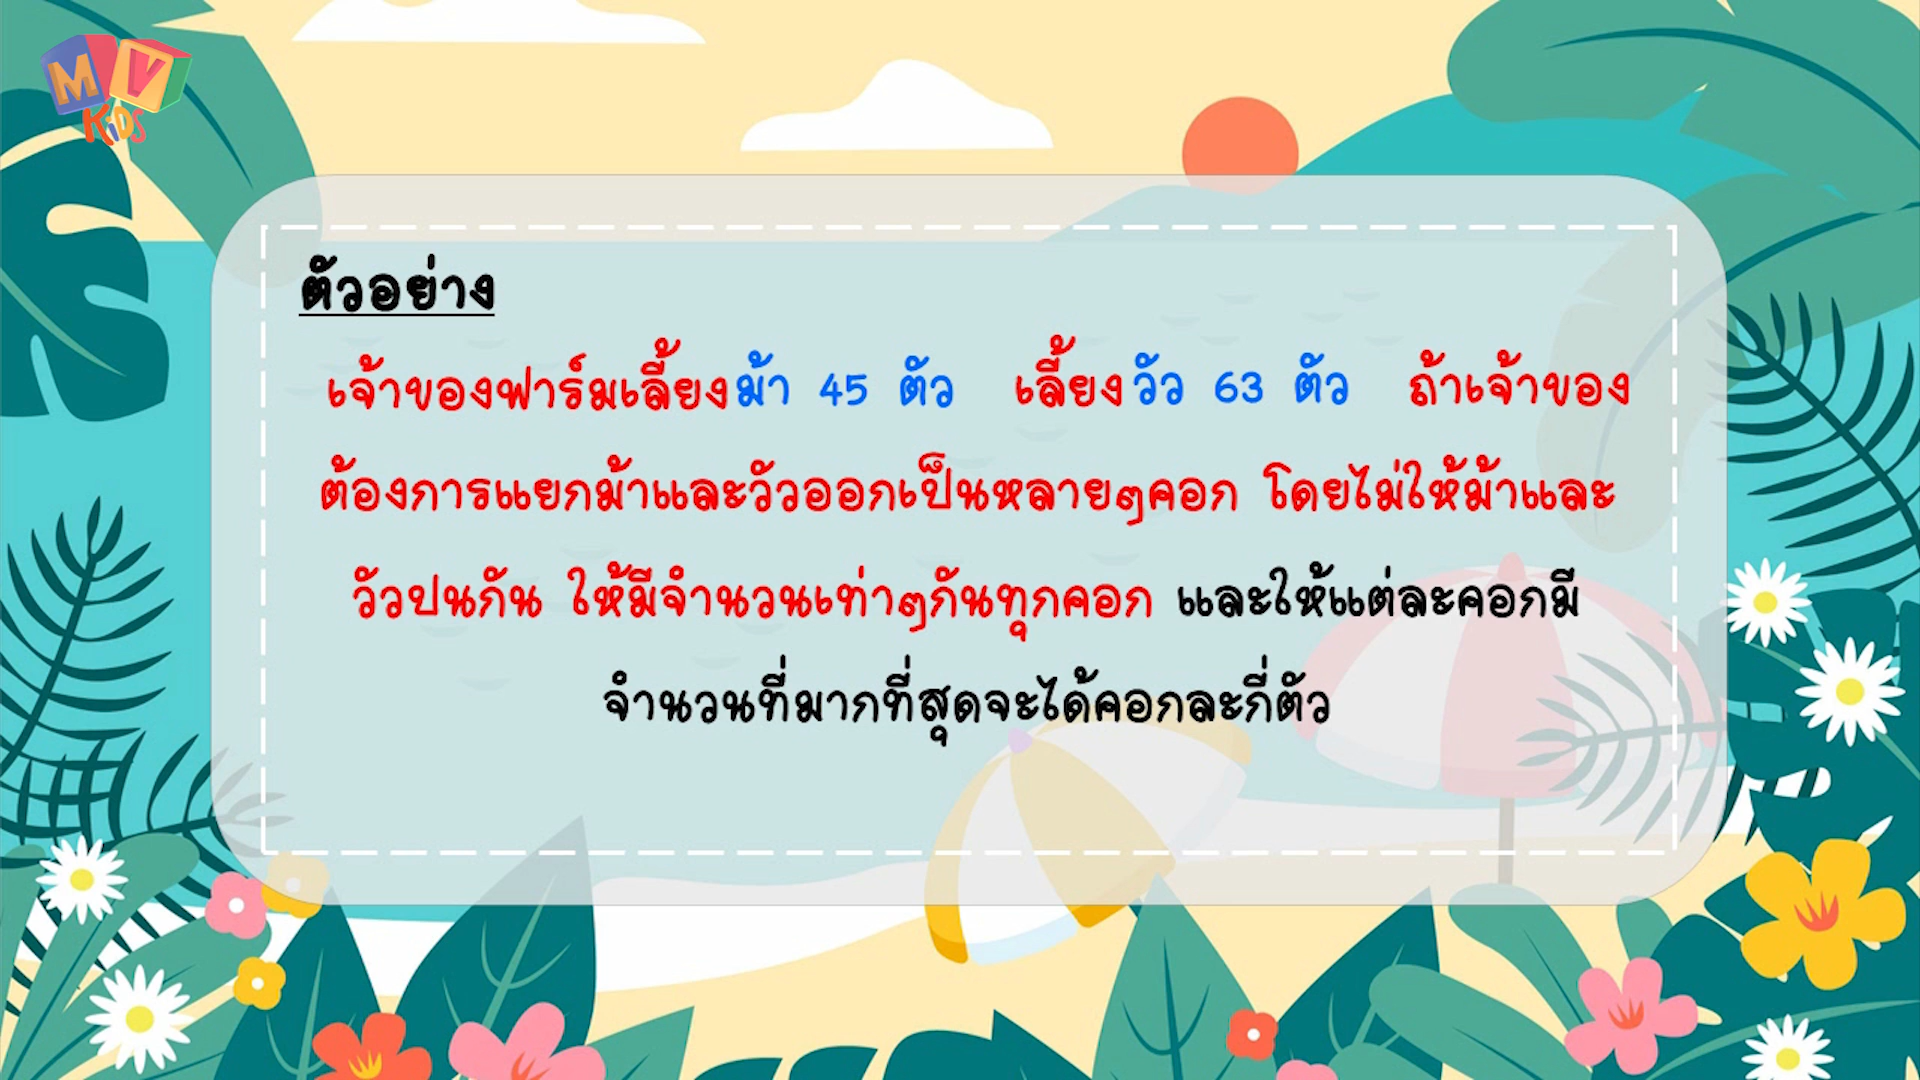 MV
KiDS
ตัวอย่าง
เจ้าของฟาร์มเลี้ยงม้า 45 ตัว เลี้ยงวัว 63 ตัว ถ้าเจ้าของ
ต้องการแยกม้าและวัวออกเป็นหลายๆคอก โดยไม่ให้ม้าและ
วัวปนกัน ให้มีจำนวนเท่าๆกันทุกคอก และให้แต่ละคอกมี
จำนวนที่มากที่สุดจะได้คอกละกี่ตัว